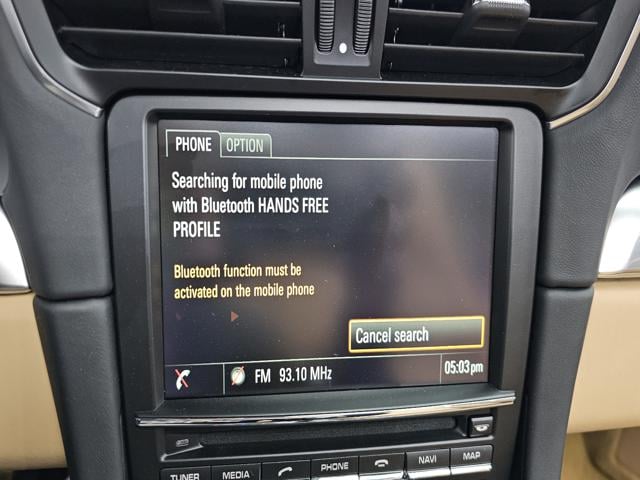 PHONE OPTION
Searching for mobile phone
with Bluetooth HANDS FREE
PROFILE
Bluetooth function must be
activated on the mobile phone
Cancel search
FM 93.10 MHz 05:03 pm
TUNER MEDIA PHONE NAVI MAP